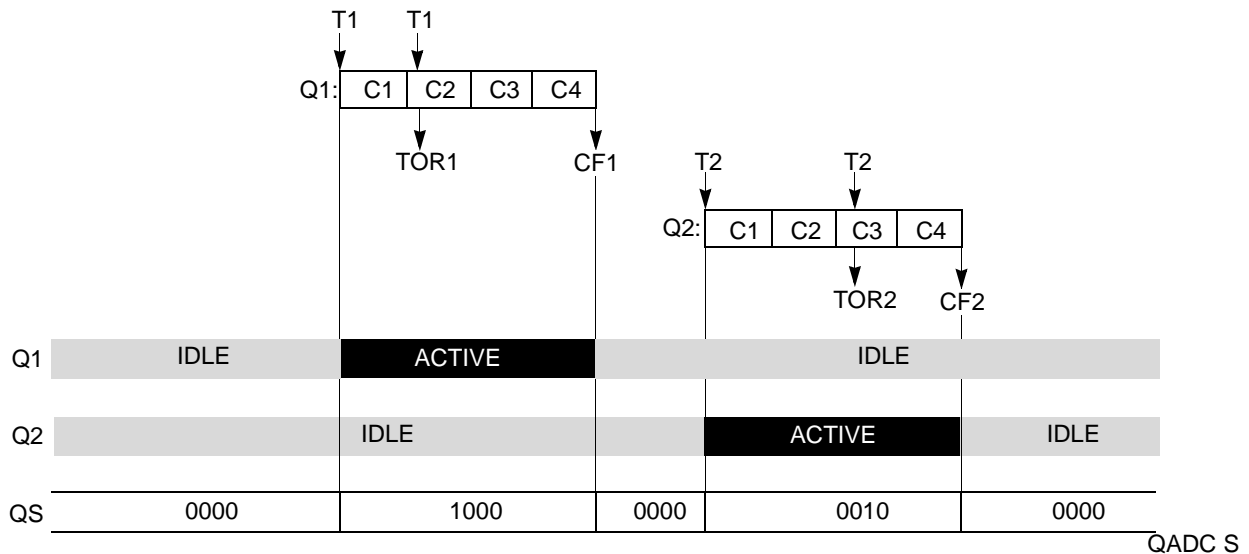 T1 T1
Q1: C1 C2 C3 C4
TOR1 CF1 T2 T2
Q2: C1 C2 C3 C4
TOR2 CF2
Q1 IDLE ACTIVE IDLE
Q2 IDLE ACTIVE IDLE
QS 0000 1000 0000 0010 0000
QADC S